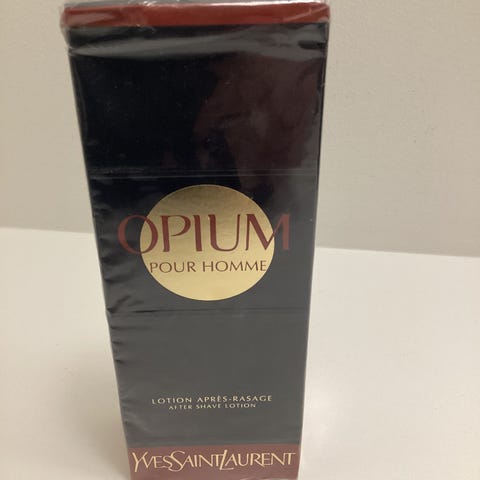 OPIUM
POUR HOMME
LOTION APRÈS-RASAGE
AFTER SHAVE LOTION
YVESSAINTLAURENT